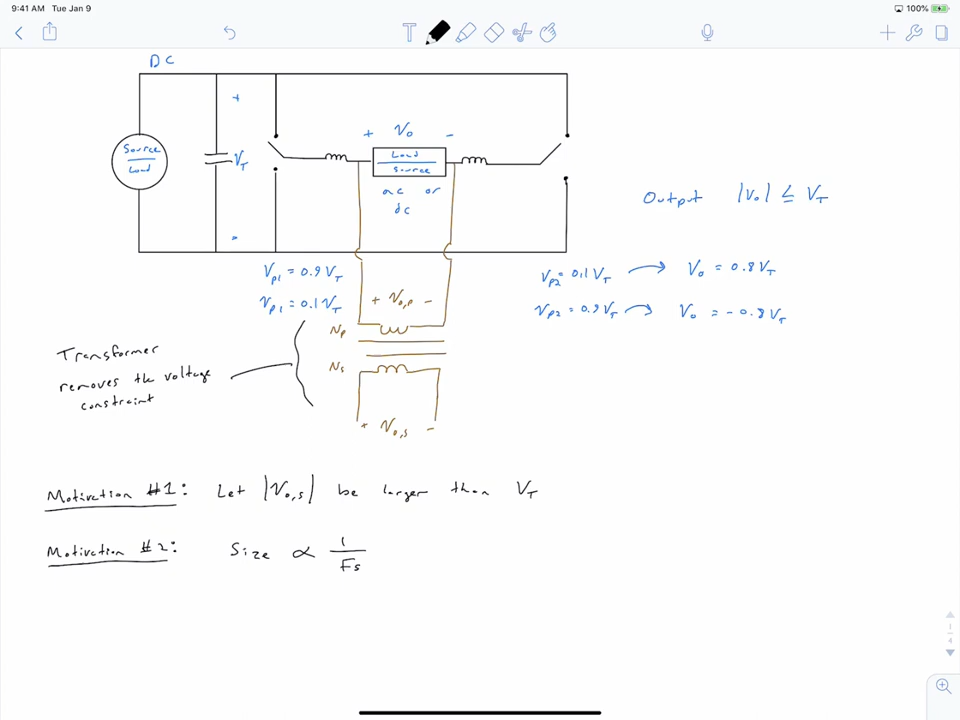 9:41 AM Tue Jan 9
100%
T
DC
+
Source
Load
V_T
-
+ V_o -
Load
Source
ac or
dc
Output |V_o| ≤ V_T
V_p1 = 0.9 V_T
V_p2 = 0.1 V_T → V_o = 0.8 V_T
V_p1 = 0.1 V_T
V_p2 = 0.9 V_T → V_o = -0.8 V_T
+ V_o,p -
N_p
N_s
+ V_o,s -
Transformer
removes the voltage
constraint
Motivation #1: Let |V_o,s| be larger than V_T
Motivation #2: Size ∝ 1/Fs
1
4